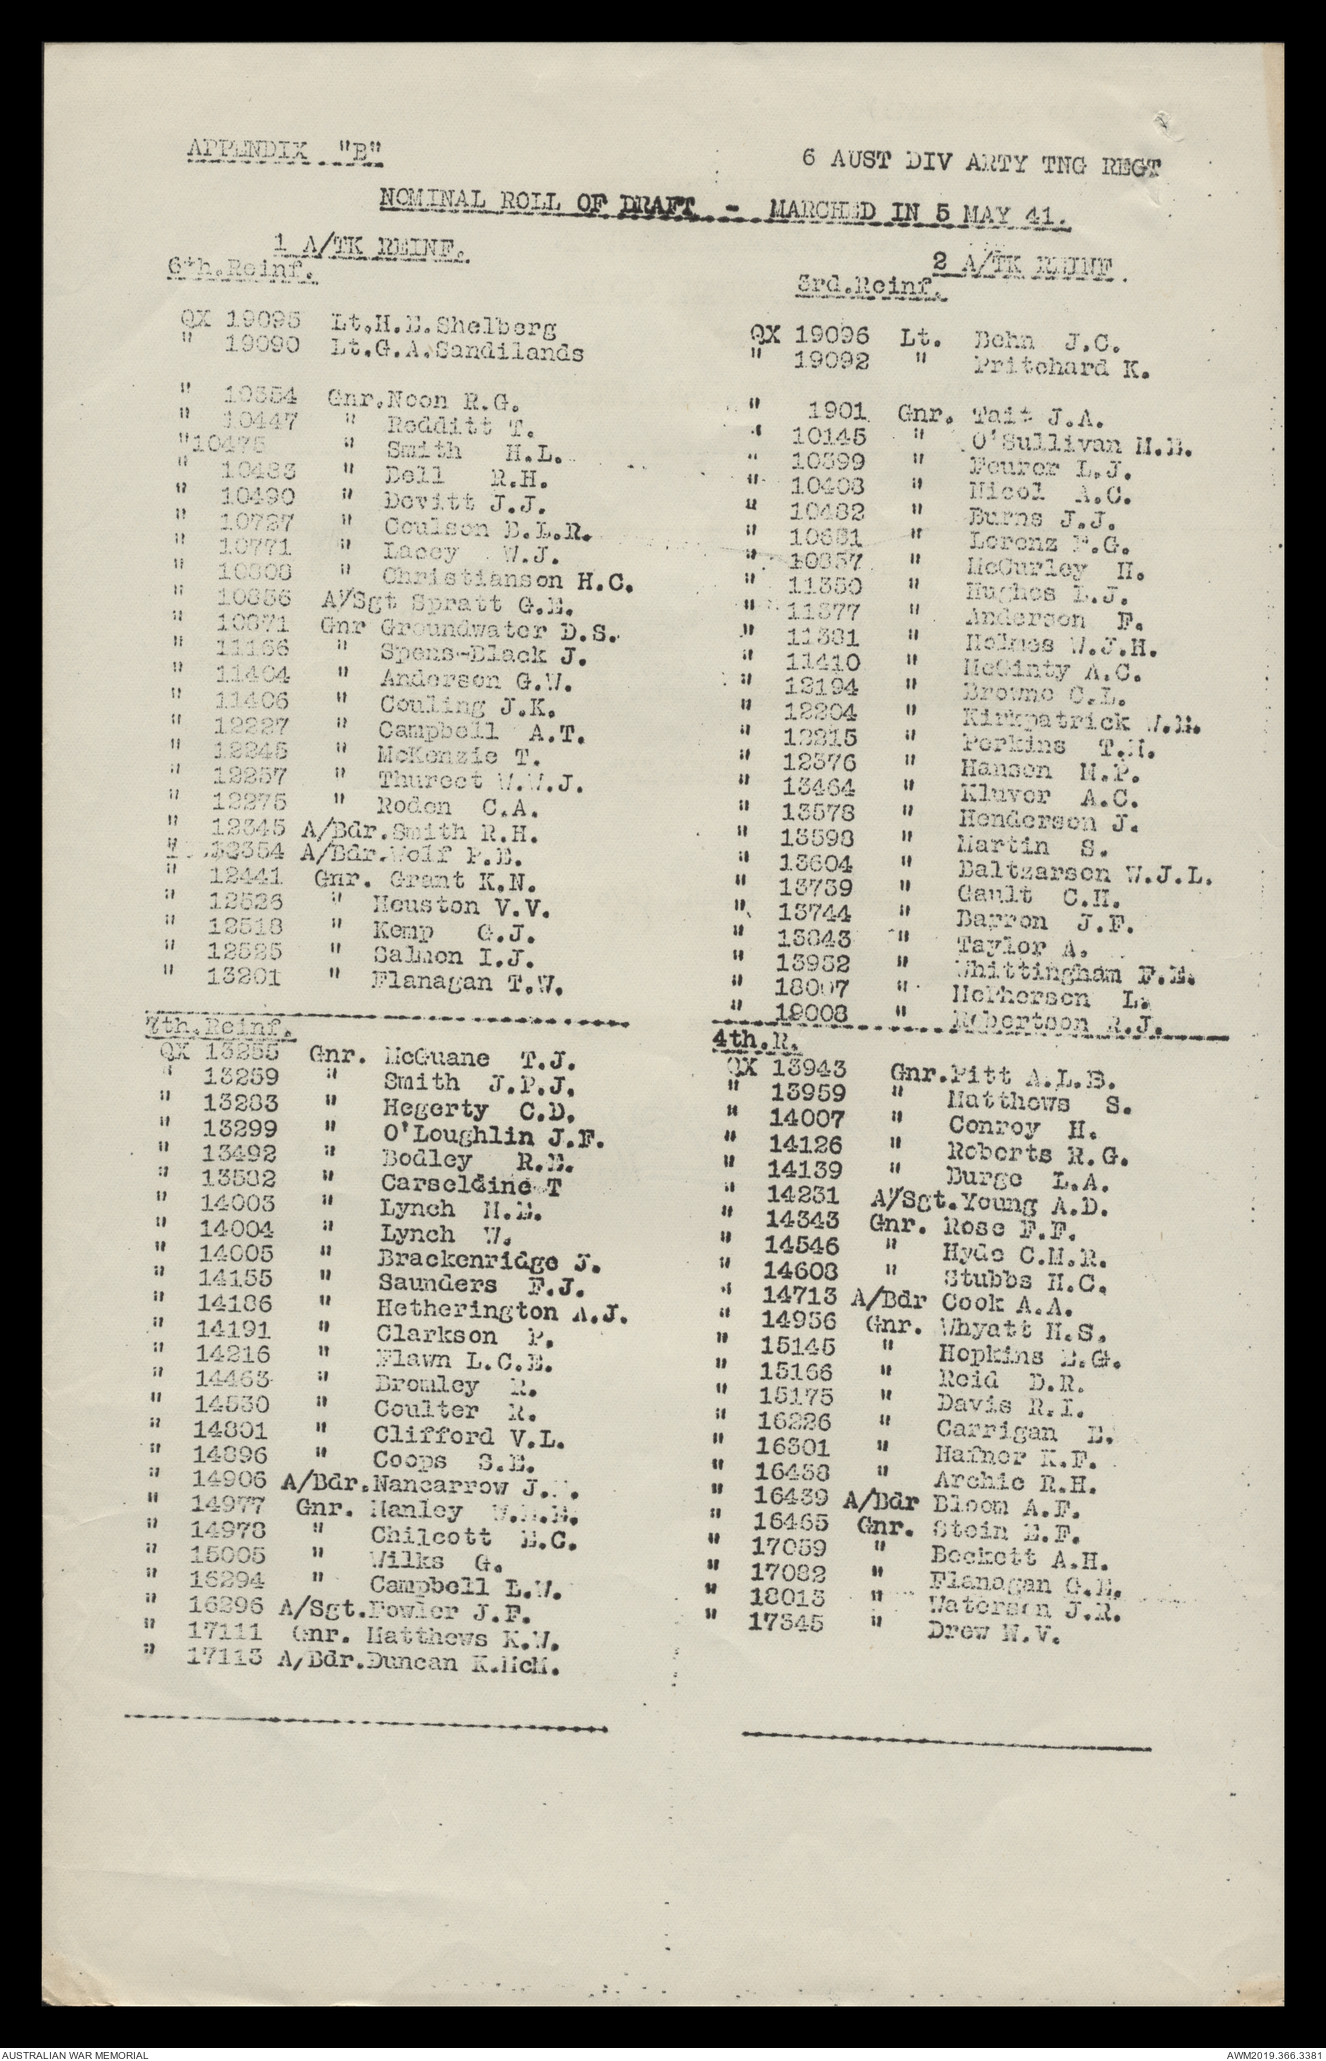 APPENDIX "B"
6 AUST DIV ARTY TNG REGT
NOMINAL ROLL OF DRAFT - MARCHED IN 5 MAY 41.
1 A/TK REINF.
6th.Reinf.
QX 19095 Lt.H.E.Shelberg
" 19090 Lt.G.A.Sandilands
" 10354 Gnr.Noon R.G.
" 10447 " Redditt T.
"10475 " Smith H.L.
" 10483 " Bell R.H.
" 10490 " Devitt J.J.
" 10727 " Coulson E.L.R.
" 10771 " Lacey W.J.
" 10808 " Christianson H.C.
" 10836 A/Sgt Spratt G.E.
" 10871 Gnr Groundwater D.S.
" 11166 " Spens-Black J.
" 11404 " Anderson G.W.
" 11406 " Couling J.K.
" 12227 " Campbell A.T.
" 12245 " McKenzie T.
" 12257 " Thurect W.W.J.
" 12275 " Roden C.A.
" 12345 A/Bdr.Smith R.H.
12354 A/Bdr.Wolf P.E.
" 12441 Gnr. Grant K.N.
" 12526 " Houston V.V.
" 12518 " Kemp G.J.
" 12525 " Salmon I.J.
" 13201 " Flanagan T.W.
7th.Reinf.
QX 13255 Gnr. McGuane T.J.
" 13259 " Smith J.P.J.
" 13283 " Hegerty C.D.
" 13299 " O'Loughlin J.F.
" 13492 " Bodley R.E.
" 13582 " Carseldine T
" 14003 " Lynch M.E.
" 14004 " Lynch W.
" 14005 " Brackenridge J.
" 14155 " Saunders F.J.
" 14186 " Hetherington A.J.
" 14191 " Clarkson P.
" 14216 " Flawn L.C.E.
" 14463 " Bromley R.
" 14530 " Coulter R.
" 14801 " Clifford V.L.
" 14896 " Coops S.E.
" 14906 A/Bdr.Nancarrow J.
" 14977 Gnr. Hanley
" 14978 " Chilcott E.C.
" 15005 " Wilks G.
" 16294 " Campbell L.W.
" 16296 A/Sgt.Fowler J.F.
" 17111 Gnr. Matthews K.W.
" 17113 A/Bdr.Duncan K.McM.
2 A/TK REINF.
3rd.Reinf.
QX 19096 Lt. Behn J.C.
" 19092 " Pritchard K.
" 1901 Gnr. Tait J.A.
" 10145 " O'Sullivan M.B.
" 10399 " Feurer L.J.
" 10408 " Nicol A.C.
" 10482 " Burns J.J.
" 10631 " Lorenz F.G.
" 10857 " McCurley H.
" 11350 " Hughes L.J.
" 11377 " Anderson F.
" 11381 " Holmes W.J.H.
" 11410 " McGinty A.C.
" 12194 " Browne C.L.
" 12204 " Kirkpatrick W.E.
" 12215 " Perkins T.H.
" 12376 " Hansen M.P.
" 13464 " Kluver A.C.
" 13578 " Henderson J.
" 13598 " Martin S.
" 13604 " Baltzarson W.J.L.
" 13739 " Gault C.H.
" 13744 " Barron J.F.
" 13843 " Taylor A.
" 13932 " Whittingham F.E.
" 18007 " McPherson L.
" 19008 " Robertson R.J.
4th.R.
QX 13943 Gnr.Pitt A.L.B.
" 13959 " Matthews S.
" 14007 " Conroy H.
" 14126 " Roberts R.G.
" 14139 " Burge L.A.
" 14231 A/Sgt.Young A.D.
" 14343 Gnr. Rose F.F.
" 14546 " Hyde C.M.R.
" 14608 " Stubbs H.C.
" 14713 A/Bdr Cook A.A.
" 14956 Gnr. Whyatt H.S.
" 15145 " Hopkins E.G.
" 15166 " Reid D.R.
" 15175 " Davis R.I.
" 16226 " Carrigan E.
" 16301 " Hafner K.F.
" 16438 " Archie R.H.
" 16439 A/Bdr Bloom A.F.
" 16465 Gnr. Stein E.F.
" 17059 " Beckett A.H.
" 17082 " Flanagan G.E.
" 18013 " Waterson J.R.
" 17345 " Drew N.V.
AUSTRALIAN WAR MEMORIAL
AWM2019.366.3381